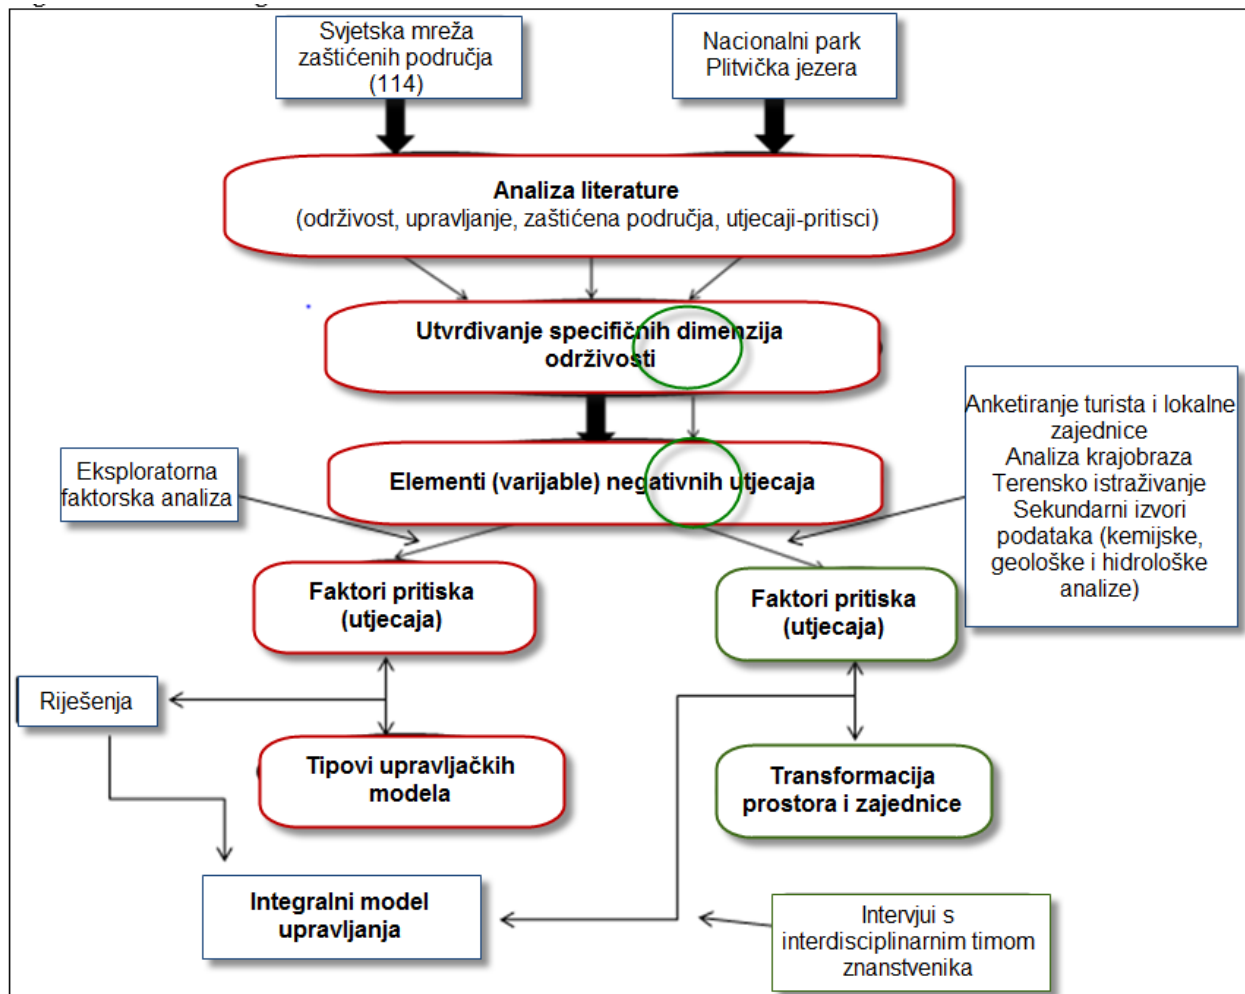 Svjetska mreža
zaštićenih područja
(114)
Nacionalni park
Plitvička jezera
Analiza literature
(održivost, upravljanje, zaštićena područja, utjecaji-pritisci)
Utvrđivanje specifičnih dimenzija
održivosti
Elementi (varijable) negativnih utjecaja
Eksploratorna
faktorska analiza
Anketiranje turista i lokalne
zajednice
Analiza krajobraza
Terensko istraživanje
Sekundarni izvori
podataka (kemijske,
geološke i hidrološke
analize)
Faktori pritiska
(utjecaja)
Faktori pritiska
(utjecaja)
Riješenja
Tipovi upravljačkih
modela
Transformacija
prostora i zajednice
Integralni model
upravljanja
Intervjui s
interdisciplinarnim timom
znanstvenika